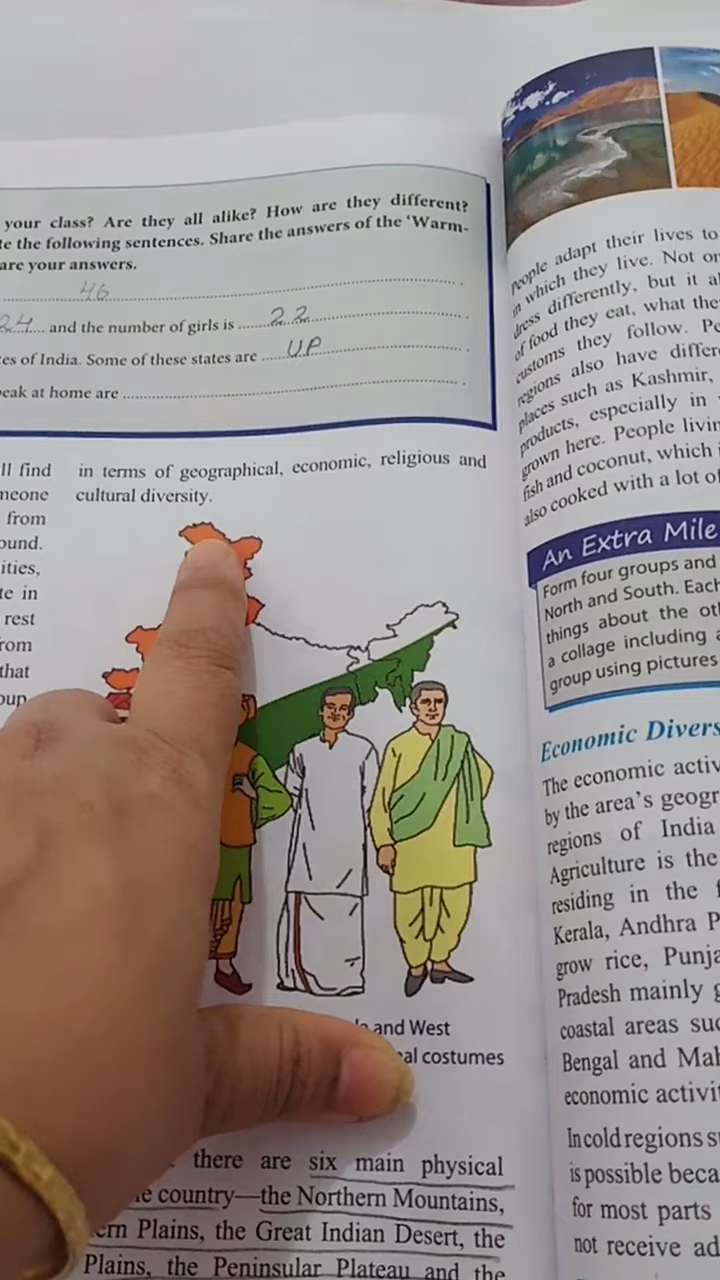 your class? Are they all alike? How are they different?
te the following sentences. Share the answers of the ‘Warm-
are your answers.
46
24 and the number of girls is 22
tes of India. Some of these states are UP
peak at home are
ll find
meone
from
ound.
ities,
te in
rest
rom
that
oup
in terms of geographical, economic, religious and
cultural diversity.
and West
al costumes
there are six main physical
e country—the Northern Mountains,
ern Plains, the Great Indian Desert, the
Plains, the Peninsular Plateau and the
People adapt their lives to
in which they live. Not on
dress differently, but it al
of food they eat, what the
customs they follow. Pe
regions also have differe
places such as Kashmir,
products, especially in
grown here. People livin
fish and coconut, which i
also cooked with a lot of
An Extra Mile
Form four groups and
North and South. Each
things about the oth
a collage including a
group using pictures
Economic Divers
The economic activ
by the area’s geogr
regions of India
Agriculture is the
residing in the f
Kerala, Andhra P
grow rice, Punja
Pradesh mainly g
coastal areas suc
Bengal and Mah
economic activit
In cold regions s
is possible beca
for most parts
not receive ad